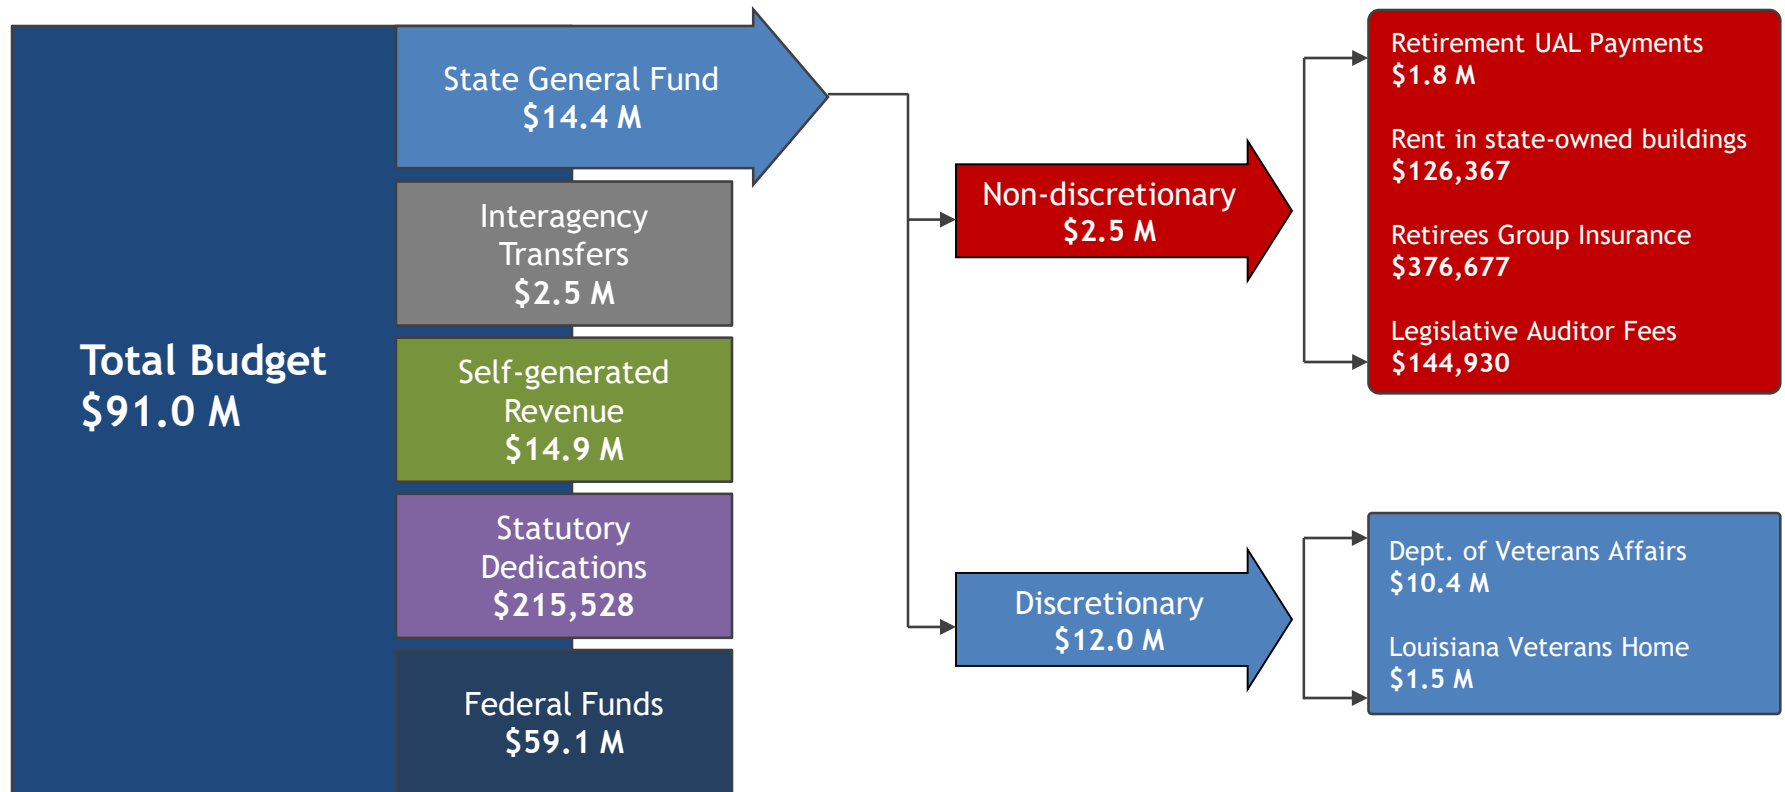 Total Budget
$91.0 M
State General Fund
$14.4 M
Interagency
Transfers
$2.5 M
Self-generated
Revenue
$14.9 M
Statutory
Dedications
$215,528
Federal Funds
$59.1 M
Non-discretionary
$2.5 M
Discretionary
$12.0 M
Retirement UAL Payments
$1.8 M
Rent in state-owned buildings
$126,367
Retirees Group Insurance
$376,677
Legislative Auditor Fees
$144,930
Dept. of Veterans Affairs
$10.4 M
Louisiana Veterans Home
$1.5 M